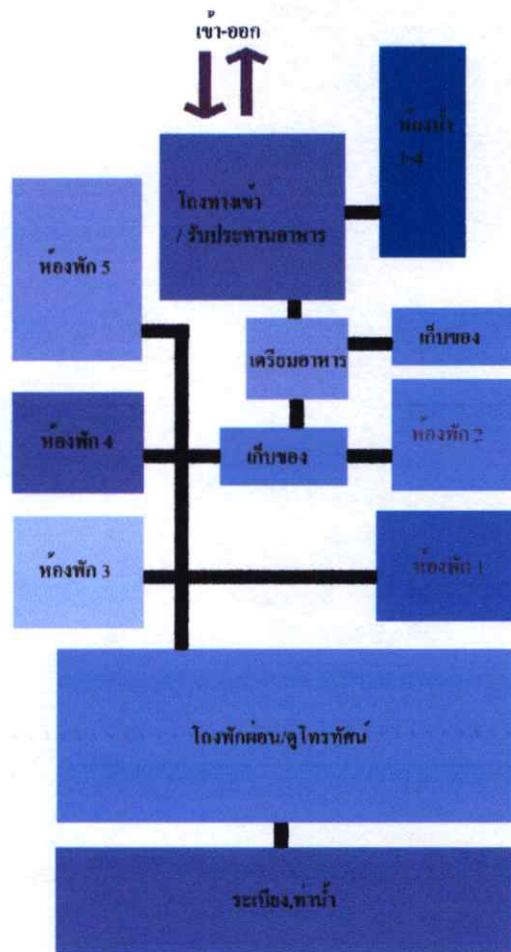 เข้า-ออก
ห้องน้ำ
1-4
โถงทางเข้า
/ รับประทานอาหาร
ห้องพัก 5
เตรียมอาหาร
เก็บของ
ห้องพัก 4
เก็บของ
ห้องพัก 2
ห้องพัก 3
ห้องพัก 1
โถงพักผ่อน/ดูโทรทัศน์
ระเบียง,ท่าน้ำ